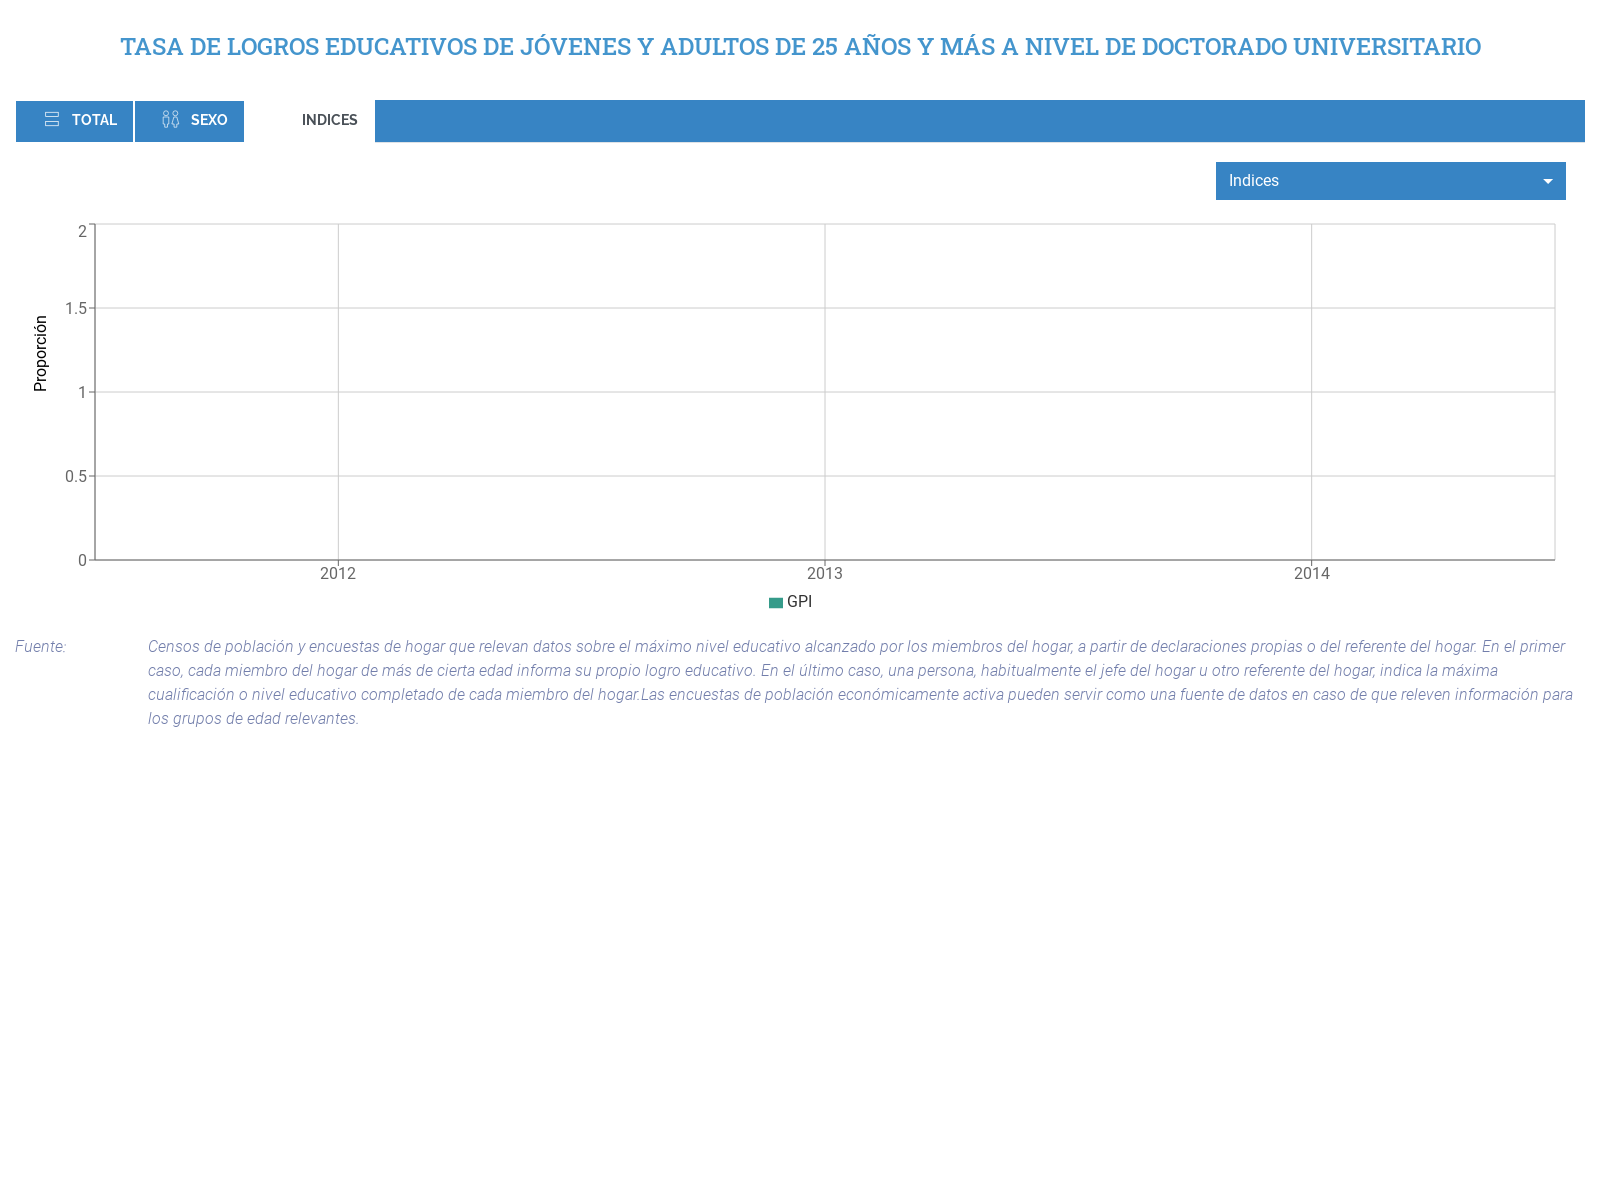 TASA DE LOGROS EDUCATIVOS DE JÓVENES Y ADULTOS DE 25 AÑOS Y MÁS A NIVEL DE DOCTORADO UNIVERSITARIO
TOTAL
SEXO
INDICES
Indices
Proporción
2
1.5
1
0.5
0
2012
2013
2014
GPI
Fuente:
Censos de población y encuestas de hogar que relevan datos sobre el máximo nivel educativo alcanzado por los miembros del hogar, a partir de declaraciones propias o del referente del hogar. En el primer
caso, cada miembro del hogar de más de cierta edad informa su propio logro educativo. En el último caso, una persona, habitualmente el jefe del hogar u otro referente del hogar, indica la máxima
cualificación o nivel educativo completado de cada miembro del hogar.Las encuestas de población económicamente activa pueden servir como una fuente de datos en caso de que releven información para
los grupos de edad relevantes.